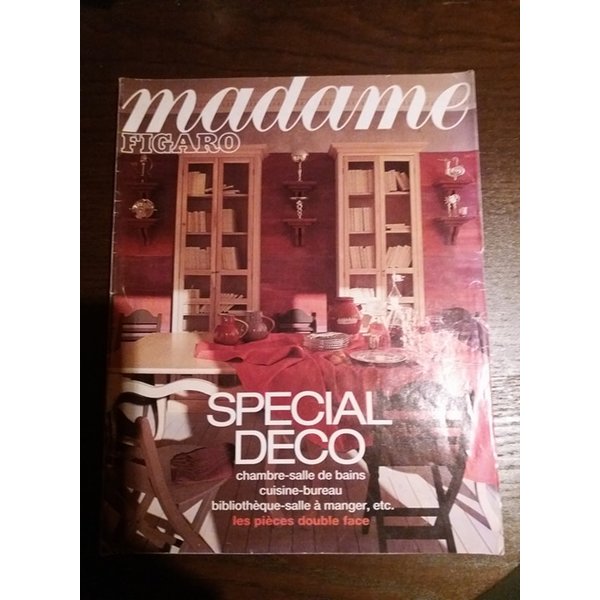 madame
FIGARO
SPECIAL
DECO
chambre-salle de bains
cuisine-bureau
bibliothèque-salle à manger, etc.
les pièces double face